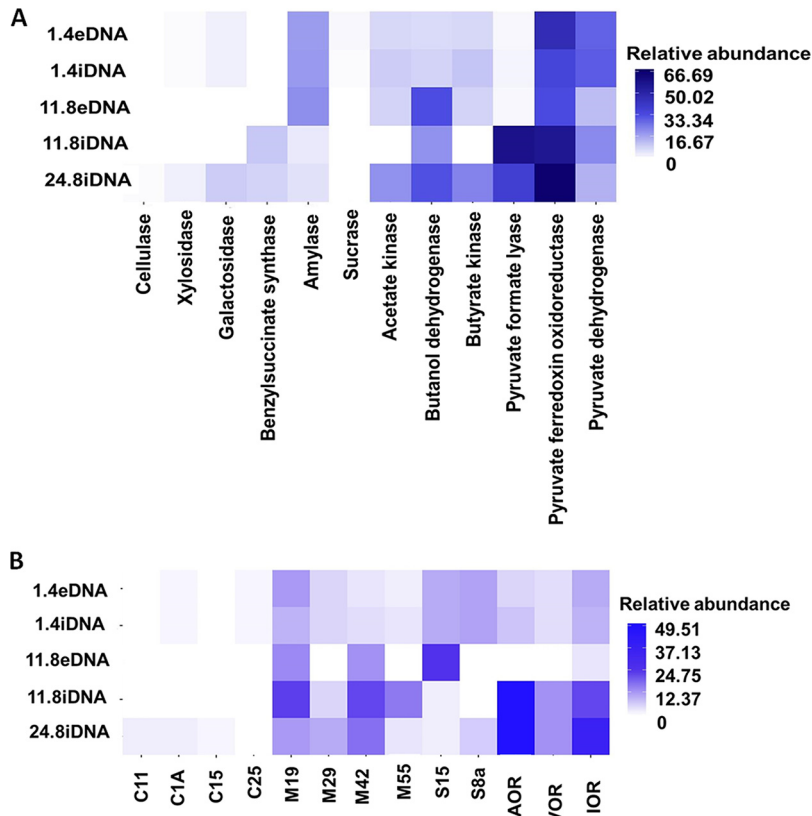 A
1.4eDNA
1.4iDNA
11.8eDNA
11.8iDNA
24.8iDNA
Relative abundance
66.69
50.02
33.34
16.67
0
Cellulase
Xylosidase
Galactosidase
Benzylsuccinate synthase
Amylase
Sucrase
Acetate kinase
Butanol dehydrogenase
Butyrate kinase
Pyruvate formate lyase
Pyruvate ferredoxin oxidoreductase
Pyruvate dehydrogenase
B
1.4eDNA
1.4iDNA
11.8eDNA
11.8iDNA
24.8iDNA
Relative abundance
49.51
37.13
24.75
12.37
0
C11
C1A
C15
C25
M19
M29
M42
M55
S15
S8a
AOR
VOR
IOR